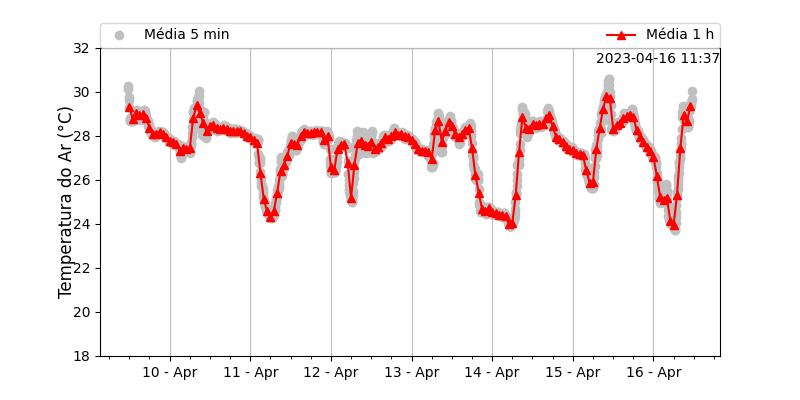 Média 5 min
Média 1 h
2023-04-16 11:37
Temperatura do Ar (°C)
32
30
28
26
24
22
20
18
10 - Apr
11 - Apr
12 - Apr
13 - Apr
14 - Apr
15 - Apr
16 - Apr